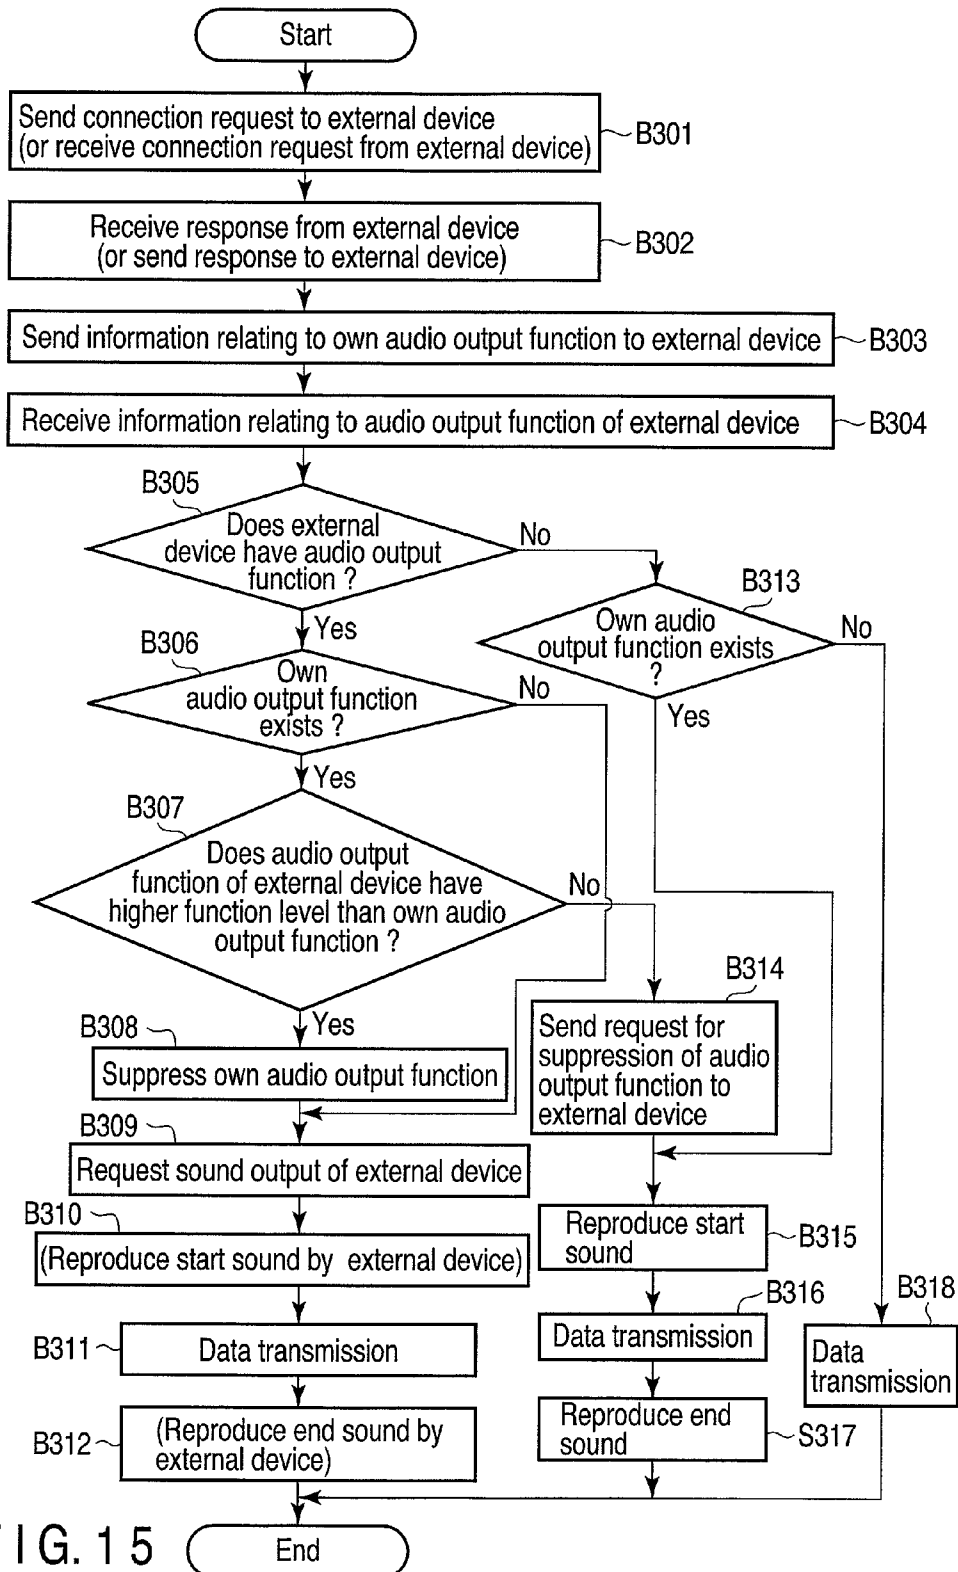 Start
Send connection request to external device
(or receive connection request from external device)
B301
Receive response from external device
(or send response to external device)
B302
Send information relating to own audio output function to external device
B303
Receive information relating to audio output function of external device
B304
B305
Does external
device have audio output
function ?
No
Yes
B313
Own audio
output function exists
?
No
Yes
B306
Own
audio output function
exists ?
No
Yes
B307
Does audio output
function of external device have
higher function level than own audio
output function ?
No
Yes
B308
Suppress own audio output function
B314
Send request for
suppression of audio
output function to
external device
B309
Request sound output of external device
B310
(Reproduce start sound by external device)
Reproduce start
sound
B315
B311
Data transmission
B316
Data transmission
B318
Data
transmission
B312
(Reproduce end sound by
external device)
Reproduce end
sound
S317
End
IG. 15